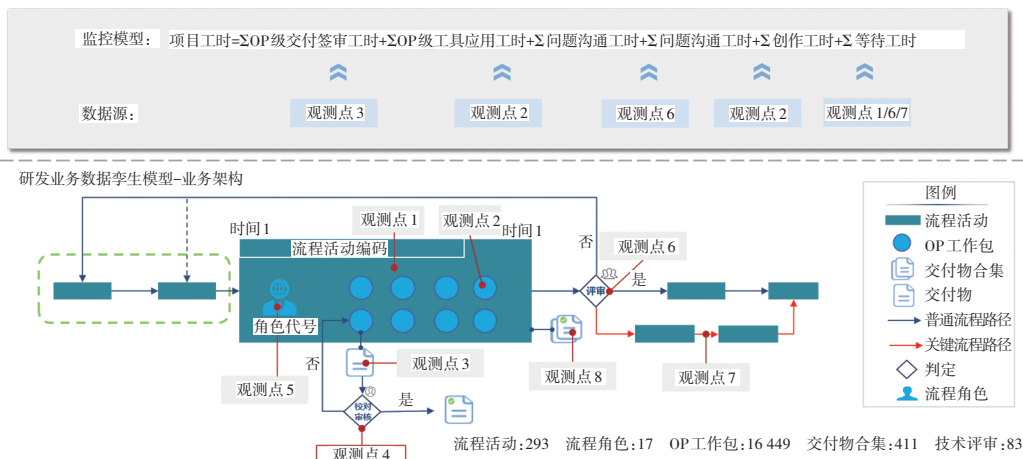 监控模型： 项目工时=ΣOP级交付签审工时+ΣOP级工具应用工时+Σ问题沟通工时+Σ问题沟通工时+Σ创作工时+Σ等待工时
数据源： 观测点3 观测点2 观测点6 观测点2 观测点1/6/7
研发业务数据孪生模型-业务架构
时间1
流程活动编码
时间1
观测点1
观测点2
角色代号
观测点5
否
观测点3
校对
审核
是
观测点4
否
观测点6
评审
是
观测点8
观测点7
图例
流程活动
OP工作包
交付物合集
交付物
普通流程路径
关键流程路径
判定
流程角色
流程活动:293 流程角色:17 OP工作包:16 449 交付物合集:411 技术评审:83